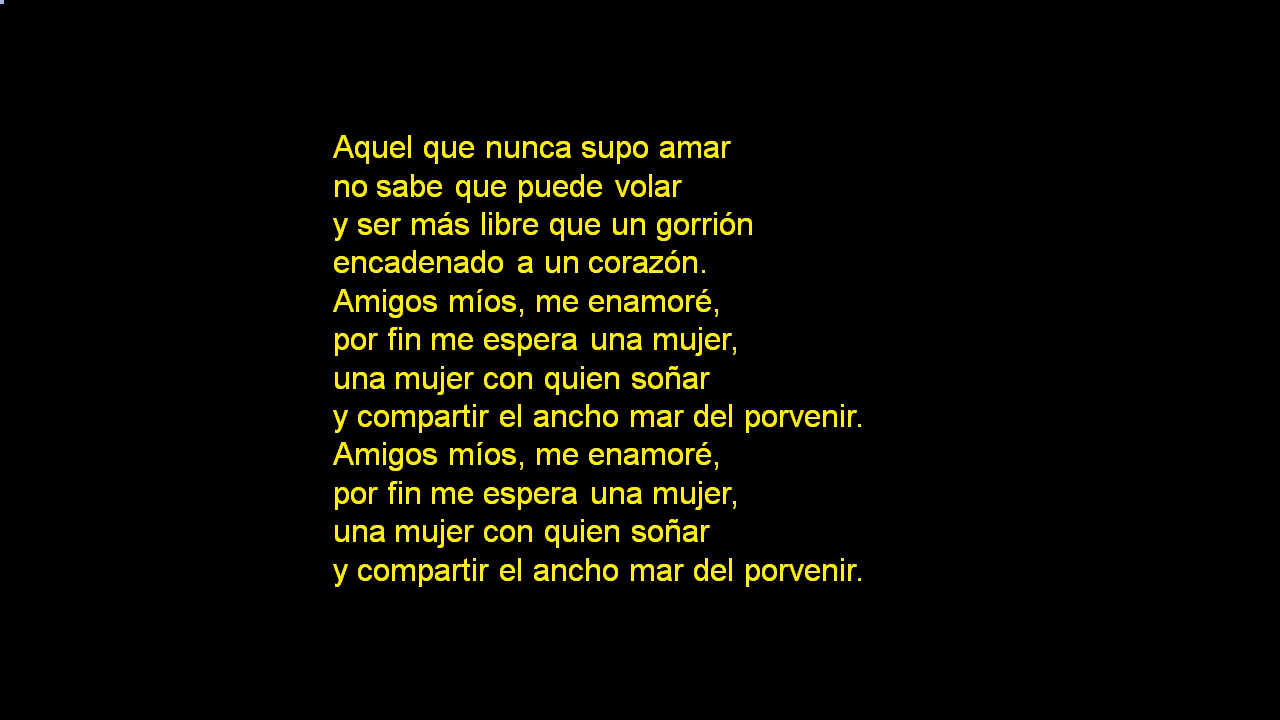 Aquel que nunca supo amar
no sabe que puede volar
y ser más libre que un gorrión
encadenado a un corazón.
Amigos míos, me enamoré,
por fin me espera una mujer,
una mujer con quien soñar
y compartir el ancho mar del porvenir.
Amigos míos, me enamoré,
por fin me espera una mujer,
una mujer con quien soñar
y compartir el ancho mar del porvenir.